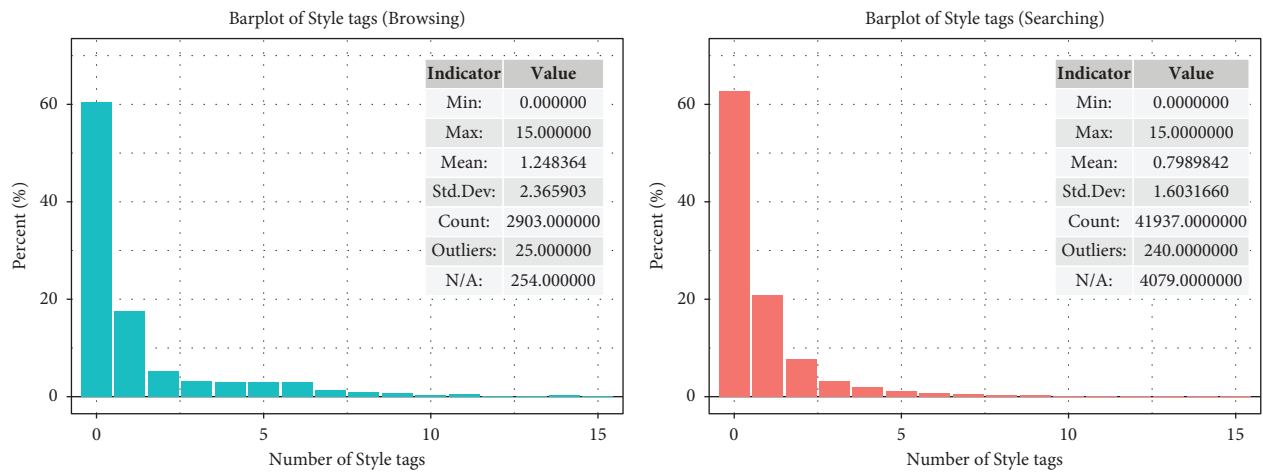 Barplot of Style tags (Browsing)
Indicator Value
Min: 0.000000
Max: 15.000000
Mean: 1.248364
Std.Dev: 2.365903
Count: 2903.000000
Outliers: 25.000000
N/A: 254.000000
Percent (%)
60
40
20
0
0 5 10 15
Number of Style tags
Barplot of Style tags (Searching)
Indicator Value
Min: 0.0000000
Max: 15.0000000
Mean: 0.7989842
Std.Dev: 1.6031660
Count: 41937.0000000
Outliers: 240.0000000
N/A: 4079.0000000
Percent (%)
60
40
20
0
0 5 10 15
Number of Style tags